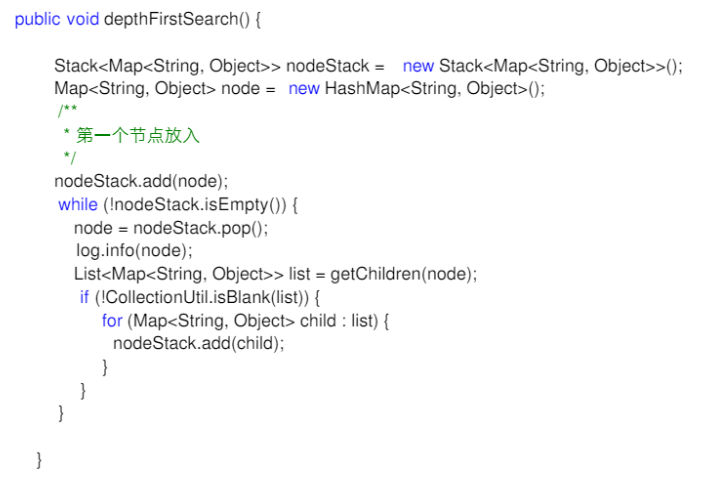 public void depthFirstSearch() {
Stack<Map<String, Object>> nodeStack = new Stack<Map<String, Object>>();
Map<String, Object> node = new HashMap<String, Object>();
/**
* 第一个节点放入
*/
nodeStack.add(node);
while (!nodeStack.isEmpty()) {
node = nodeStack.pop();
log.info(node);
List<Map<String, Object>> list = getChildren(node);
if (!CollectionUtil.isBlank(list)) {
for (Map<String, Object> child : list) {
nodeStack.add(child);
}
}
}
}